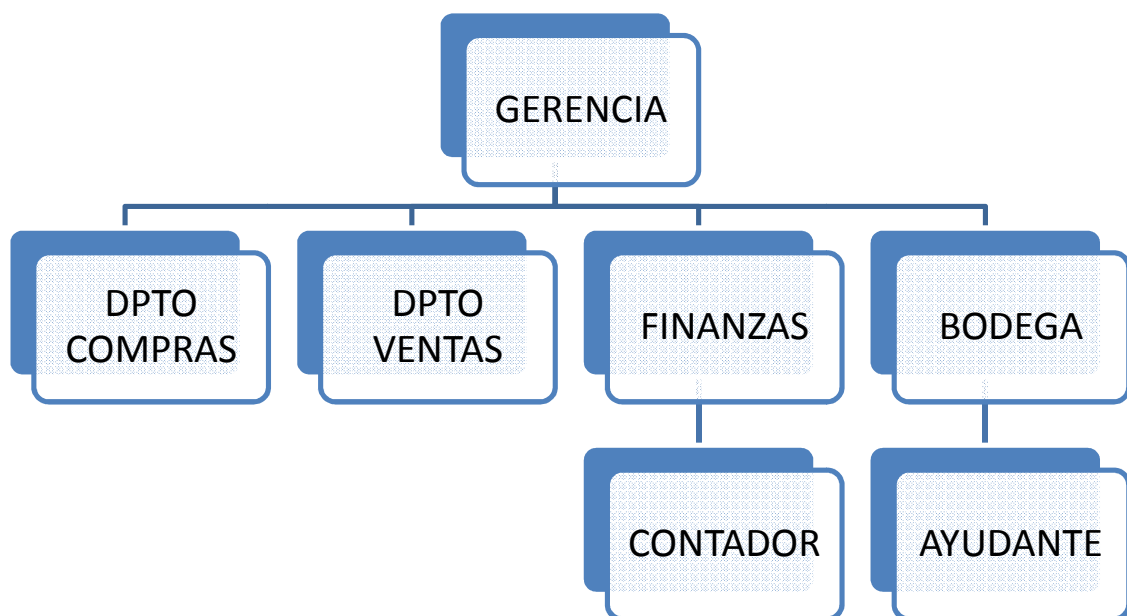 GERENCIA
DPTO
COMPRAS
DPTO
VENTAS
FINANZAS
BODEGA
CONTADOR
AYUDANTE